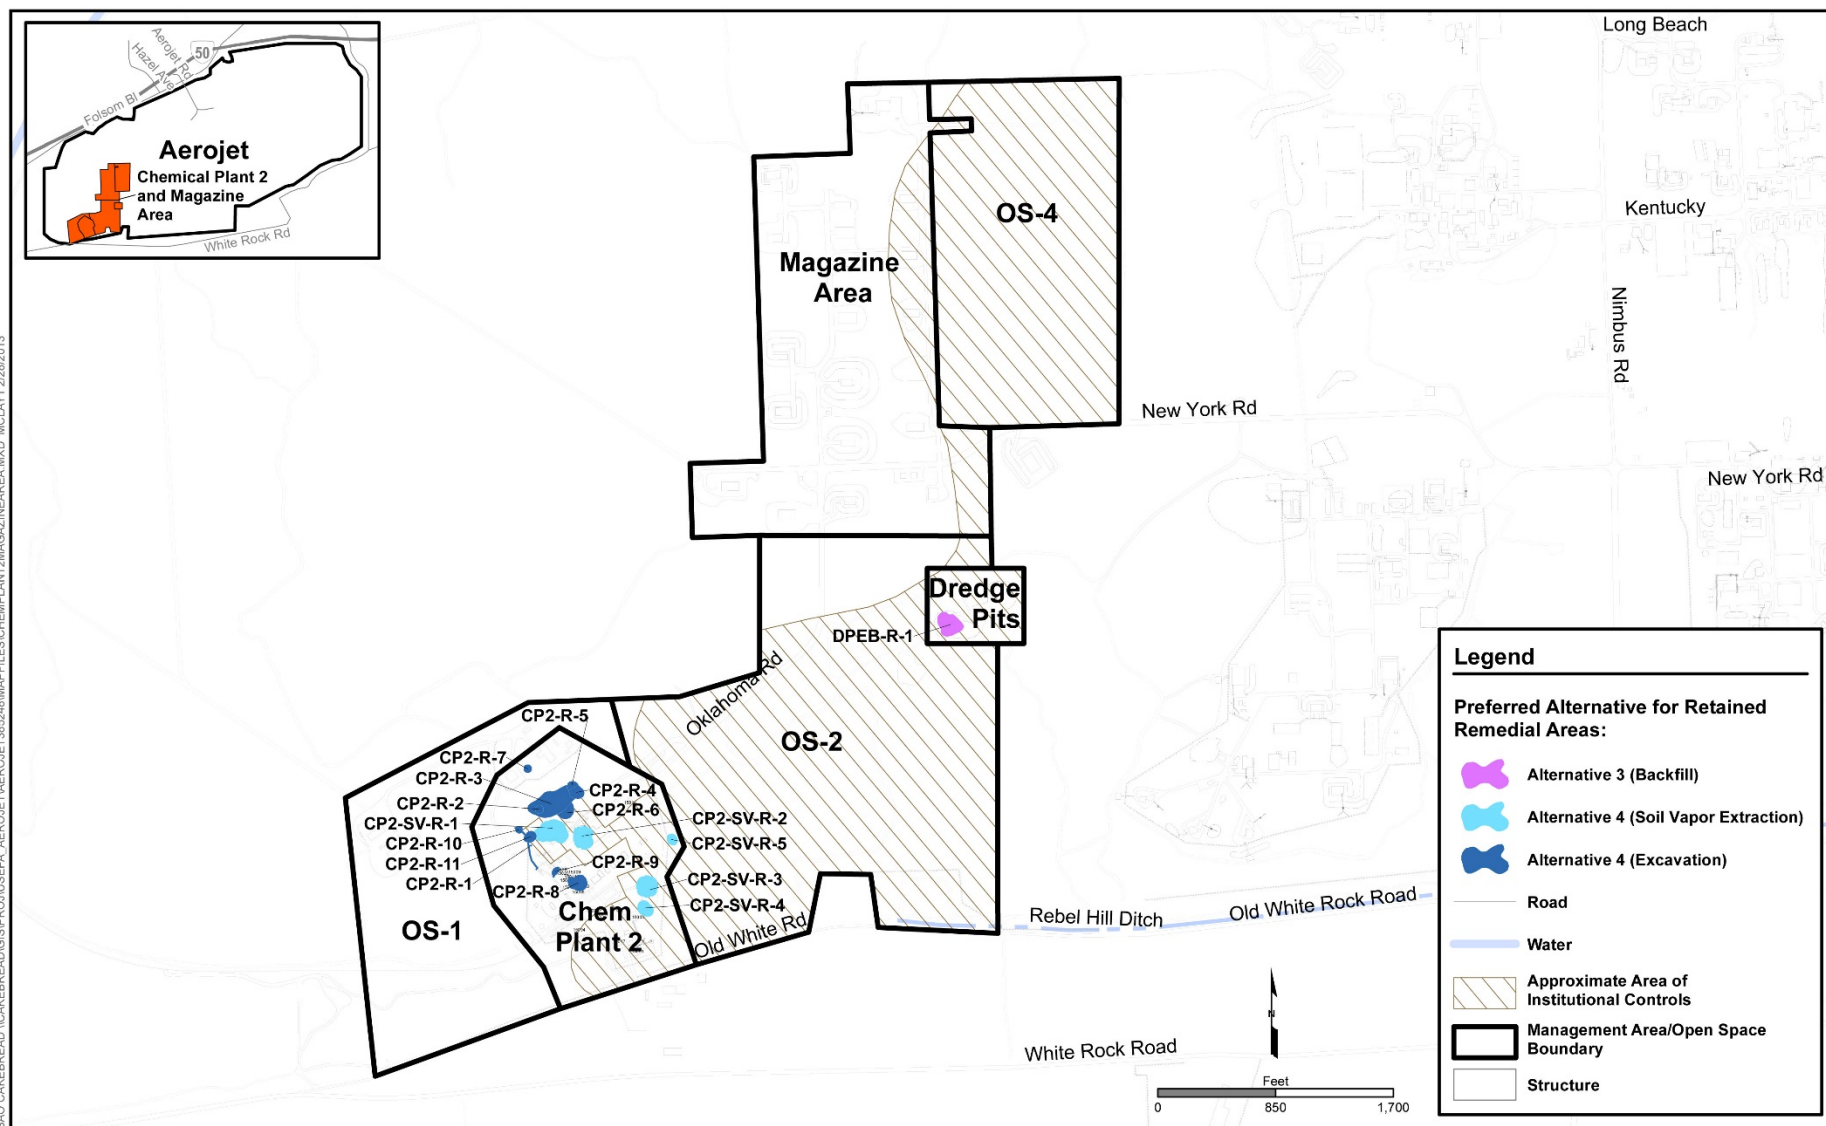 Long Beach
Aerojet Rd
Hazel Ave
50
Folsom Bl
Aerojet
Chemical Plant 2
and Magazine
Area
White Rock Rd
OS-4
Kentucky
Magazine
Area
Nimbus Rd
New York Rd
New York Rd
Dredge
Pits
DPEB-R-1
Oklahoma Rd
OS-2
CP2-R-5
CP2-R-7
CP2-R-3
CP2-R-4
CP2-R-2
CP2-R-6
CP2-SV-R-1
CP2-SV-R-2
CP2-R-10
CP2-SV-R-5
CP2-R-11
CP2-R-9
CP2-R-1
CP2-R-8
CP2-SV-R-3
CP2-SV-R-4
Chem
Plant 2
OS-1
Old White Rd
Rebel Hill Ditch
Old White Rock Road
White Rock Road
N
Feet
0
850
1,700
Legend
Preferred Alternative for Retained
Remedial Areas:
Alternative 3 (Backfill)
Alternative 4 (Soil Vapor Extraction)
Alternative 4 (Excavation)
Road
Water
Approximate Area of
Institutional Controls
Management Area/Open Space
Boundary
Structure